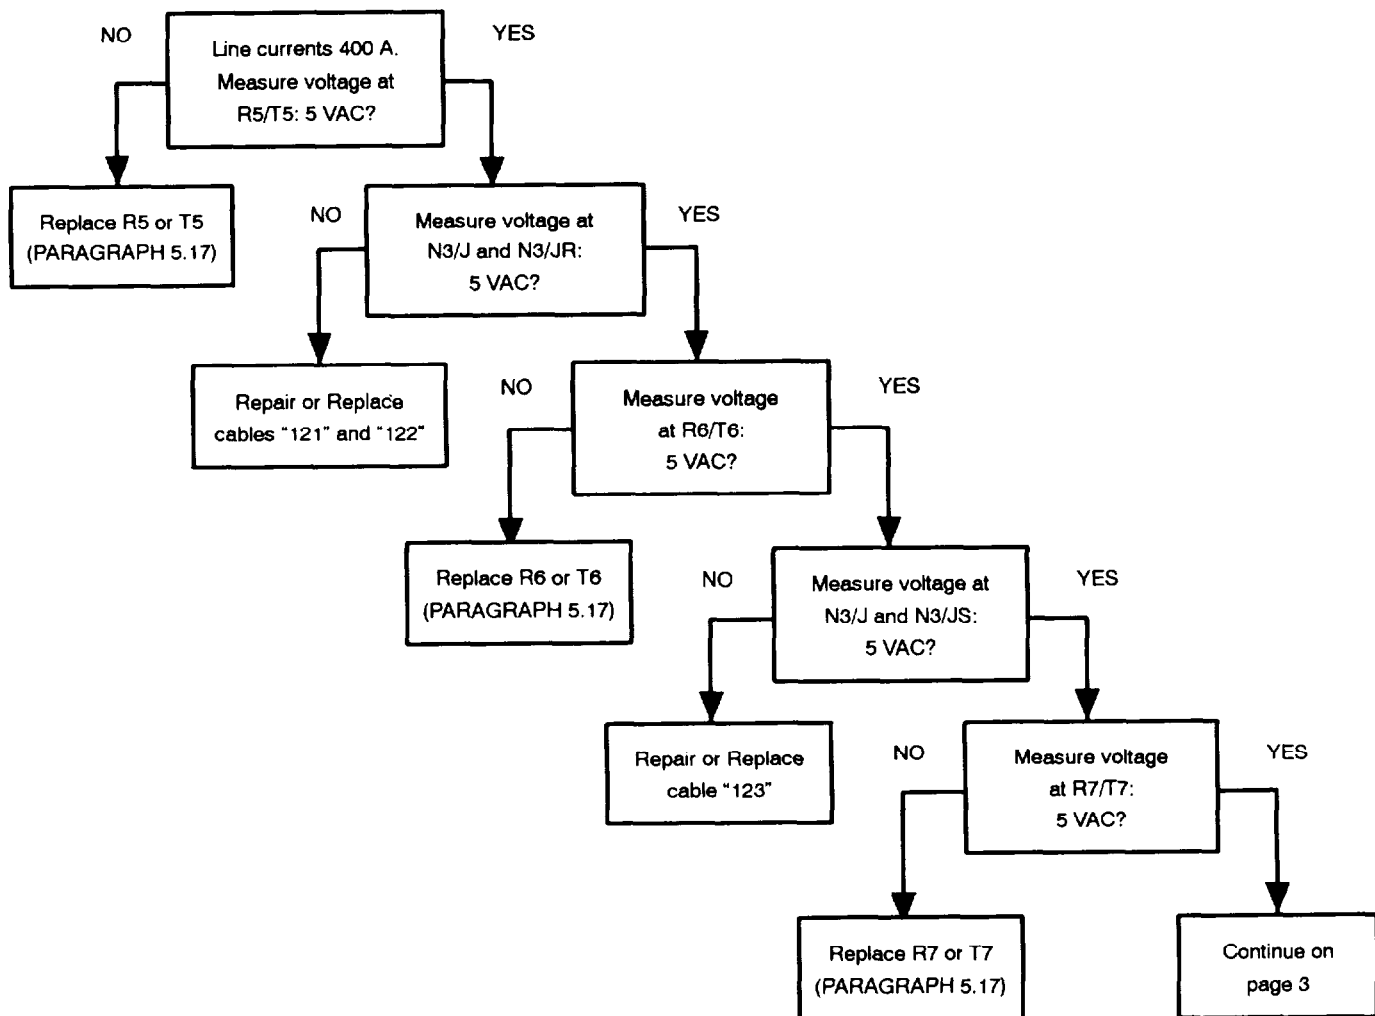 NO
YES
Line currents 400 A.
Measure voltage at
R5/T5: 5 VAC?
Replace R5 or T5
(PARAGRAPH 5.17)
NO
YES
Measure voltage at
N3/J and N3/JR:
5 VAC?
Repair or Replace
cables "121" and "122"
NO
YES
Measure voltage
at R6/T6:
5 VAC?
Replace R6 or T6
(PARAGRAPH 5.17)
NO
YES
Measure voltage at
N3/J and N3/JS:
5 VAC?
Repair or Replace
cable "123"
NO
YES
Measure voltage
at R7/T7:
5 VAC?
Replace R7 or T7
(PARAGRAPH 5.17)
Continue on
page 3